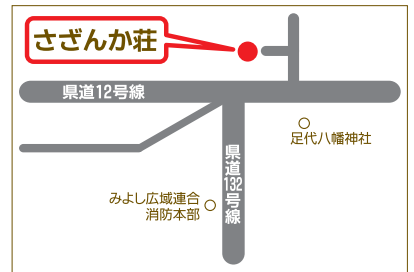 さざんか荘
県道12号線
足代八幡神社
県道132号線
みよし広域連合
消防本部